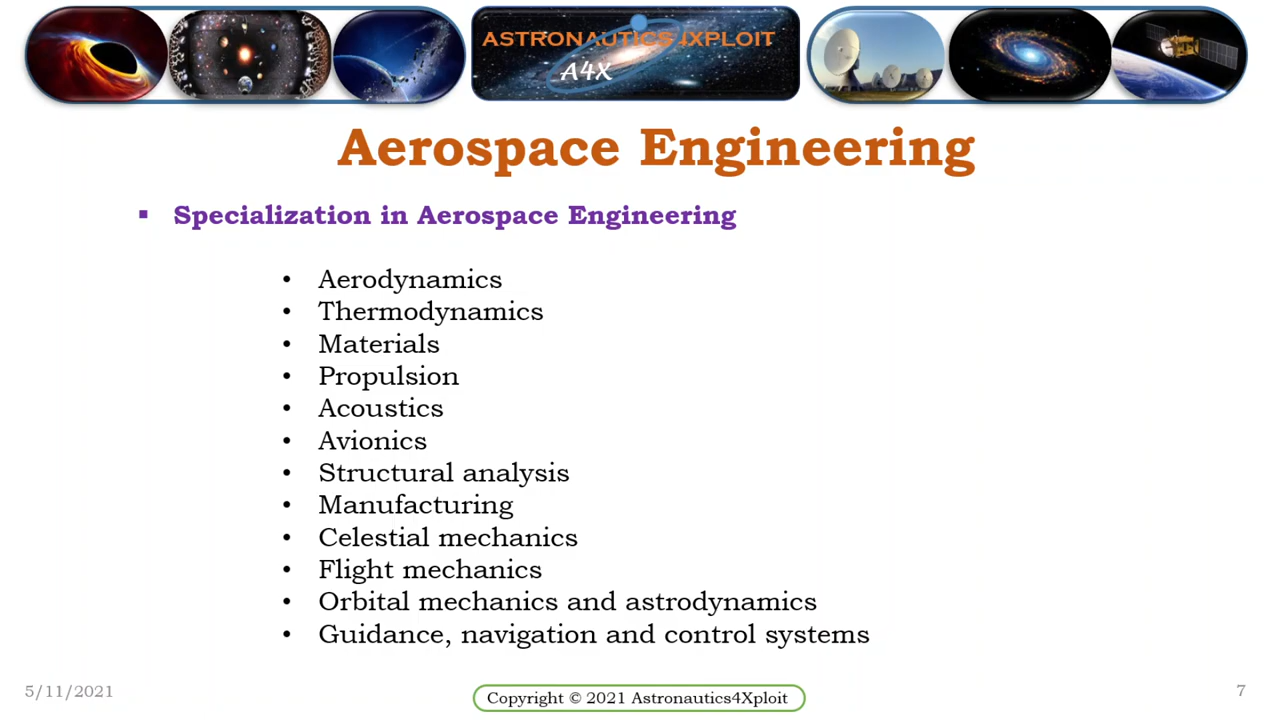 ASTRONAUTICS 4XPLOIT
A4X
Aerospace Engineering
▪ Specialization in Aerospace Engineering
• Aerodynamics
• Thermodynamics
• Materials
• Propulsion
• Acoustics
• Avionics
• Structural analysis
• Manufacturing
• Celestial mechanics
• Flight mechanics
• Orbital mechanics and astrodynamics
• Guidance, navigation and control systems
5/11/2021
Copyright © 2021 Astronautics4Xploit
7